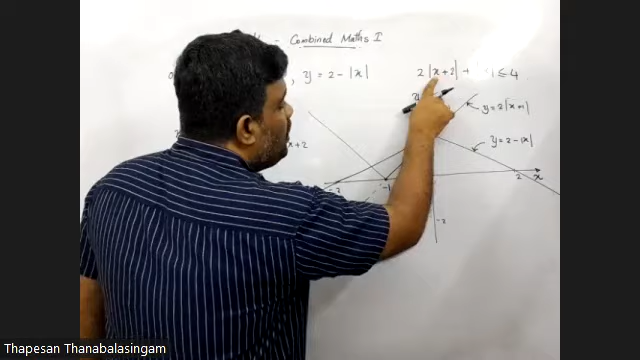 Combined Maths I
, y = 2 - |x|
2 |x+2| + |x| ≤ 4
x+2
y = 2|x+1|
y = 2-|x|
-2
-1
2
x
-2
Thapesan Thanabalasingam